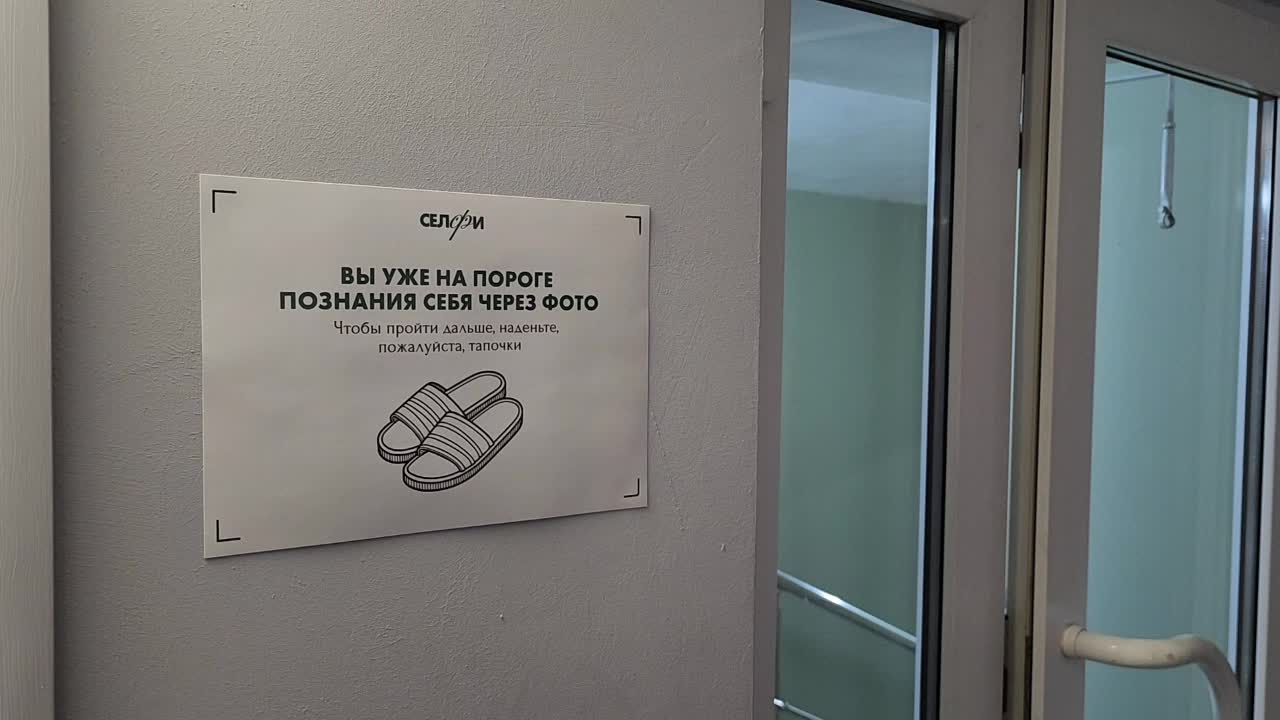 СЕЛФИ
ВЫ УЖЕ НА ПОРОГЕ
ПОЗНАНИЯ СЕБЯ ЧЕРЕЗ ФОТО
Чтобы пройти дальше, наденьте,
пожалуйста, тапочки